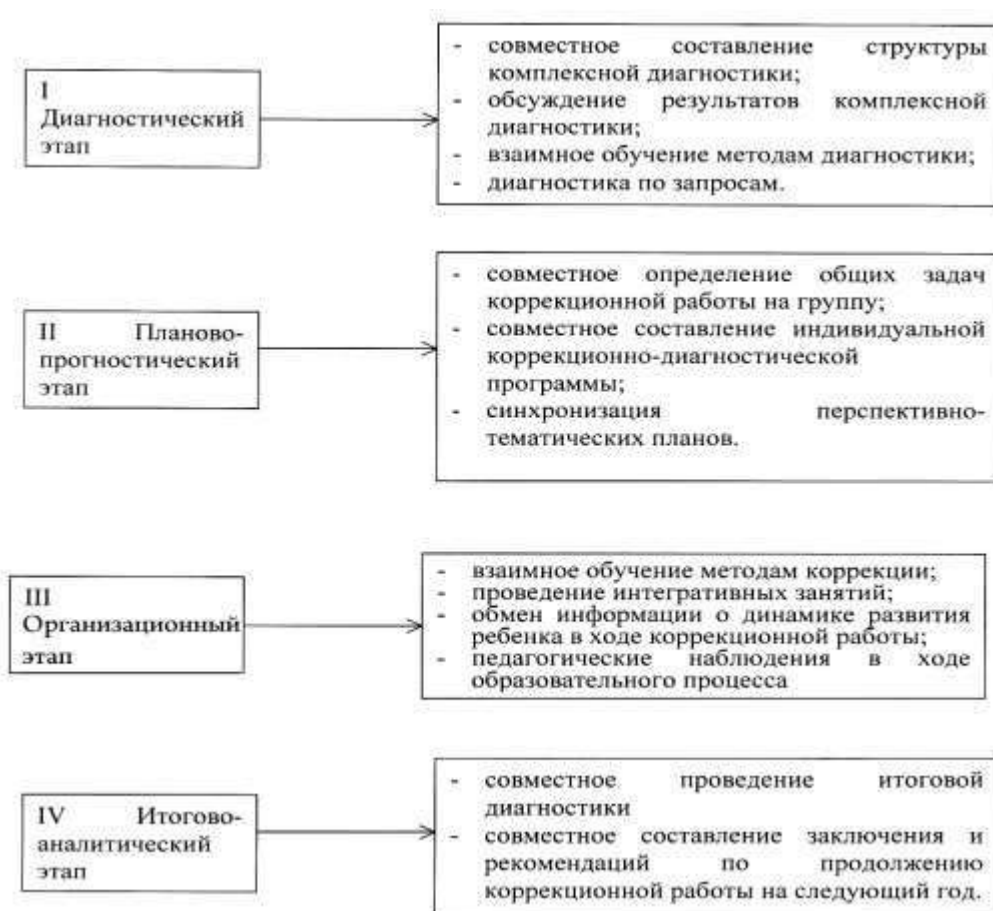 I
Диагностический
этап
- совместное составление структуры
комплексной диагностики;
- обсуждение результатов комплексной
диагностики;
- взаимное обучение методам диагностики;
- диагностика по запросам.
II Планово-
прогностический
этап
- совместное определение общих задач
коррекционной работы на группу;
- совместное составление индивидуальной
коррекционно-диагностической
программы;
- синхронизация перспективно-
тематических планов.
III
Организационный
этап
- взаимное обучение методам коррекции;
- проведение интегративных занятий;
- обмен информации о динамике развития
ребенка в ходе коррекционной работы;
- педагогические наблюдения в ходе
образовательного процесса
IV Итогово-
аналитический
этап
- совместное проведение итоговой
диагностики
- совместное составление заключения и
рекомендаций по продолжению
коррекционной работы на следующий год.